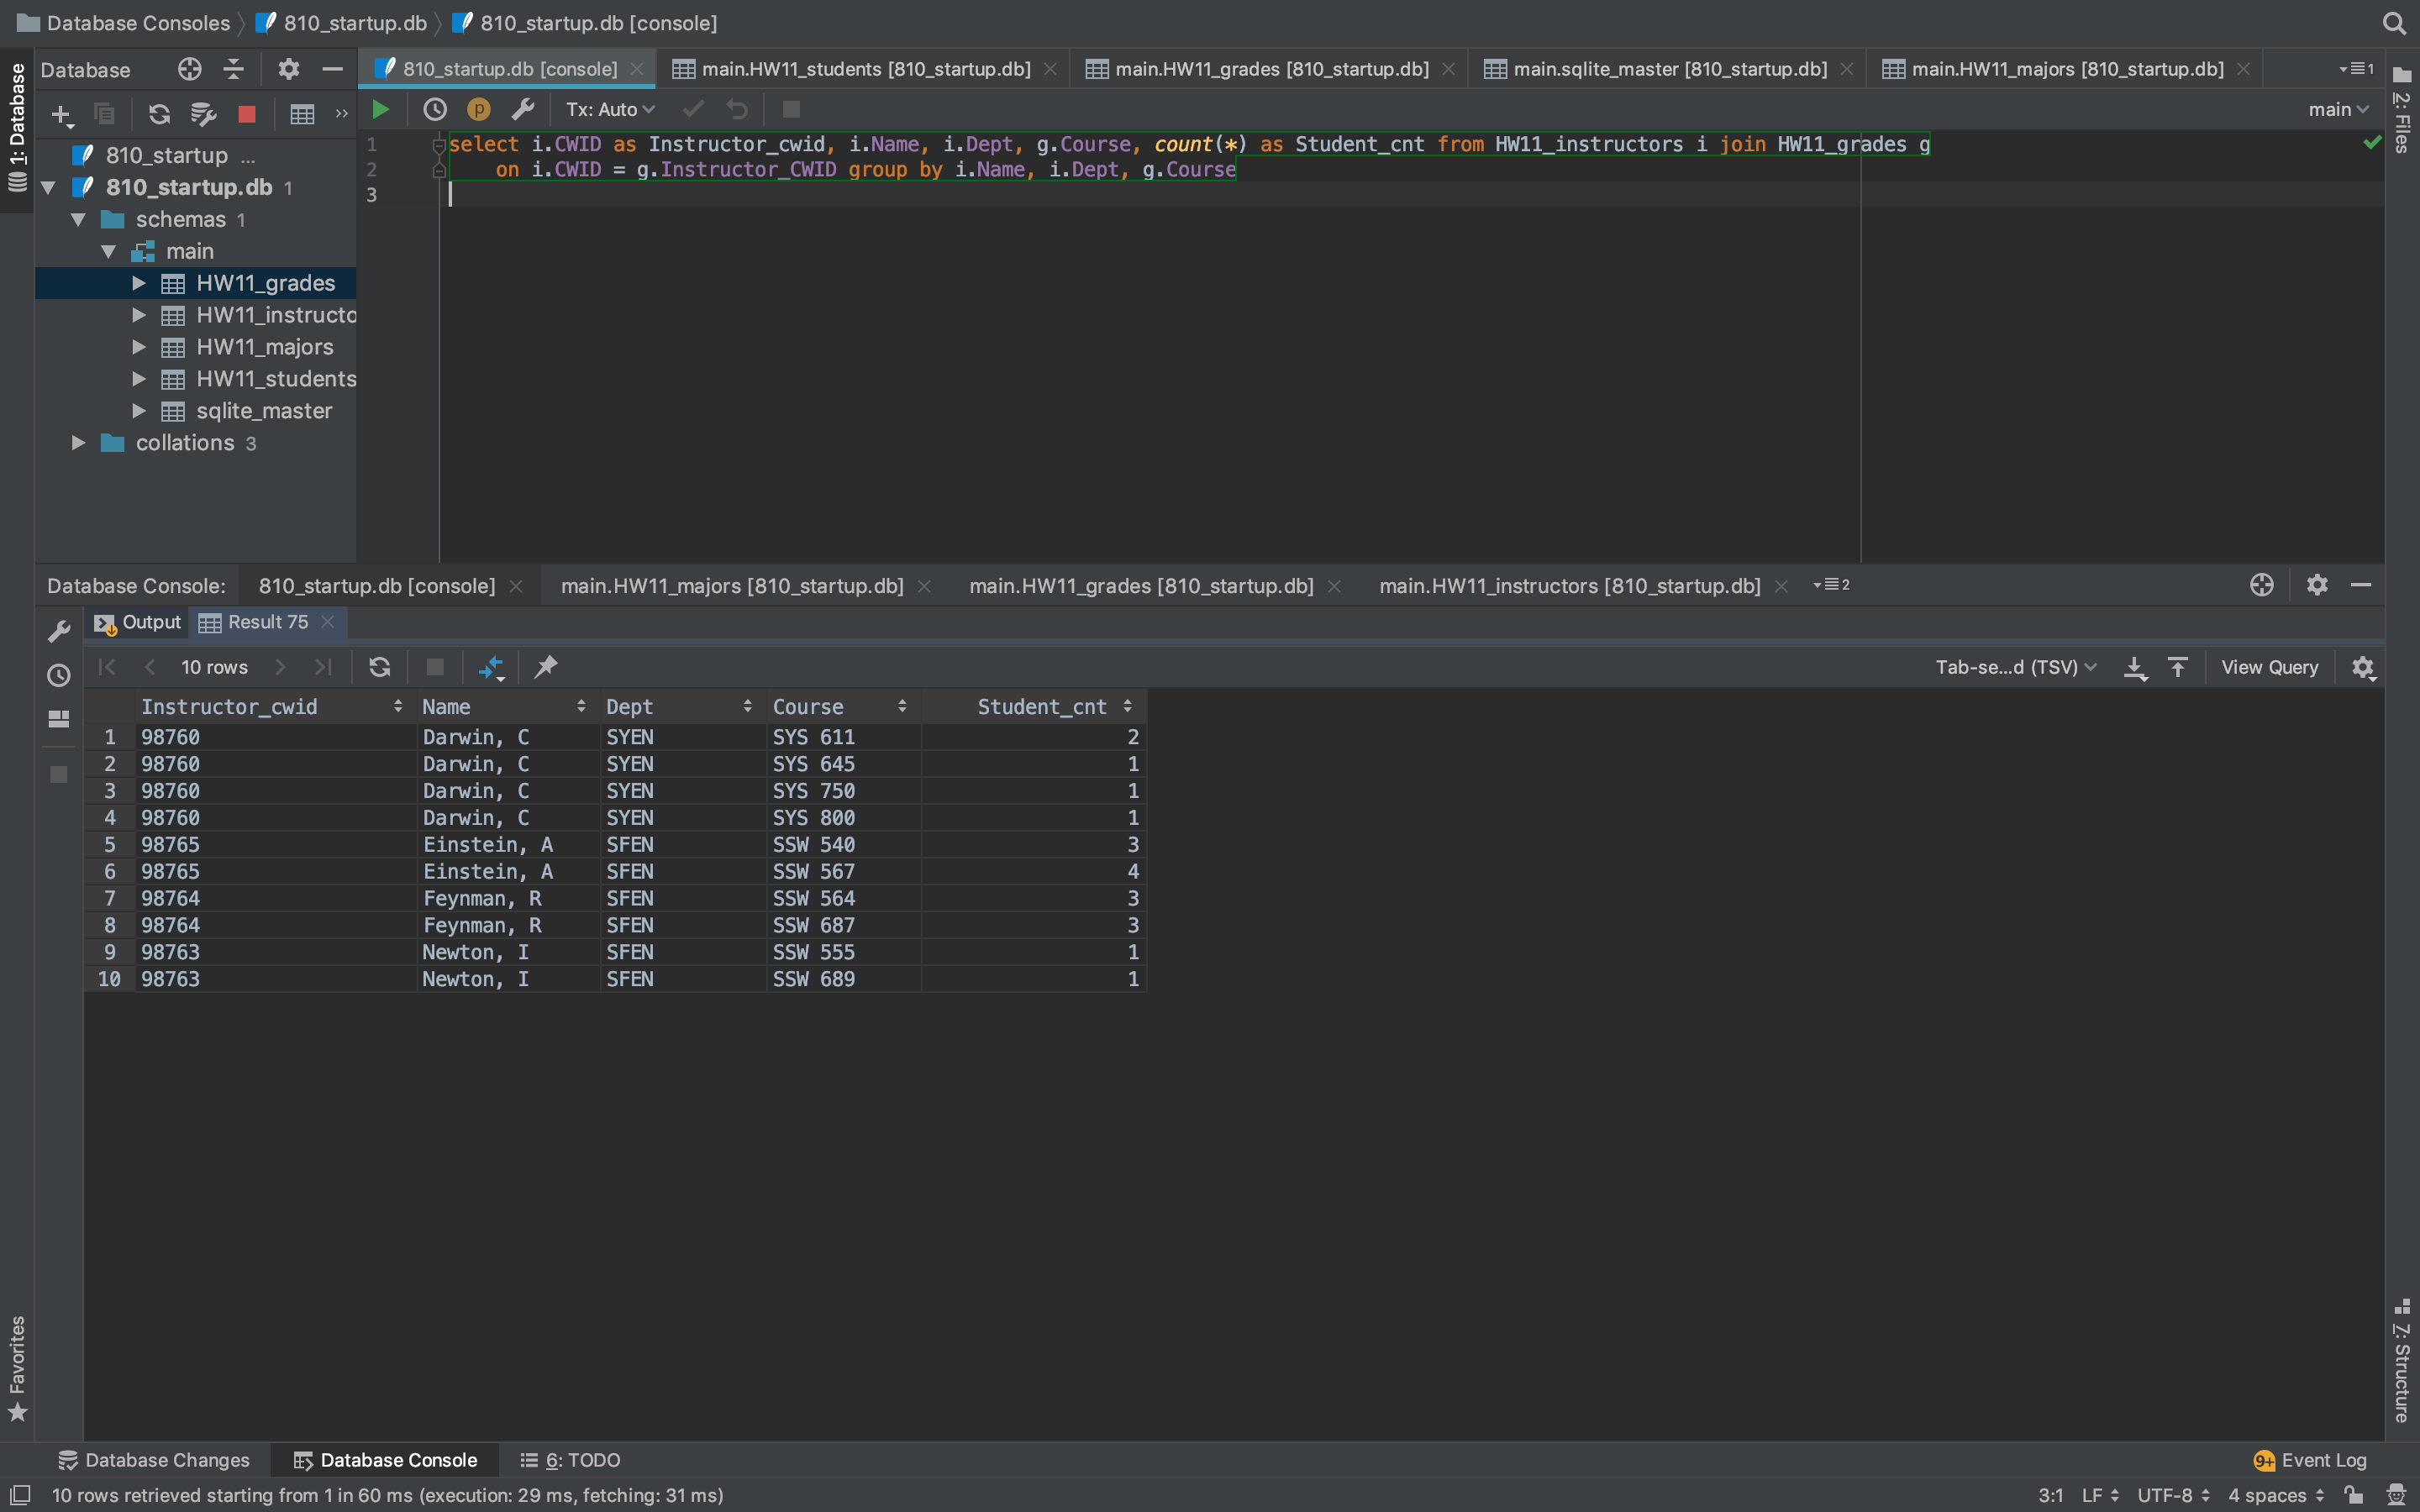 Database Consoles 810_startup.db 810_startup.db [console]
1: Database
Database
810_startup.db [console] main.HW11_students [810_startup.db] main.HW11_grades [810_startup.db] main.sqlite_master [810_startup.db] main.HW11_majors [810_startup.db] 1
2: Files
Tx: Auto main
810_startup ...
810_startup.db 1
schemas 1
main
HW11_grades
HW11_instructo
HW11_majors
HW11_students
sqlite_master
collations 3
1 select i.CWID as Instructor_cwid, i.Name, i.Dept, g.Course, count(*) as Student_cnt from HW11_instructors i join HW11_grades g
2 on i.CWID = g.Instructor_CWID group by i.Name, i.Dept, g.Course
3
Database Console: 810_startup.db [console] main.HW11_majors [810_startup.db] main.HW11_grades [810_startup.db] main.HW11_instructors [810_startup.db] 2
Output Result 75
10 rows Tab-se...d (TSV) View Query
Instructor_cwid Name Dept Course Student_cnt
1 98760 Darwin, C SYEN SYS 611 2
2 98760 Darwin, C SYEN SYS 645 1
3 98760 Darwin, C SYEN SYS 750 1
4 98760 Darwin, C SYEN SYS 800 1
5 98765 Einstein, A SFEN SSW 540 3
6 98765 Einstein, A SFEN SSW 567 4
7 98764 Feynman, R SFEN SSW 564 3
8 98764 Feynman, R SFEN SSW 687 3
9 98763 Newton, I SFEN SSW 555 1
10 98763 Newton, I SFEN SSW 689 1
Favorites
7: Structure
Database Changes Database Console 6: TODO 9+ Event Log
10 rows retrieved starting from 1 in 60 ms (execution: 29 ms, fetching: 31 ms) 3:1 LF UTF-8 4 spaces